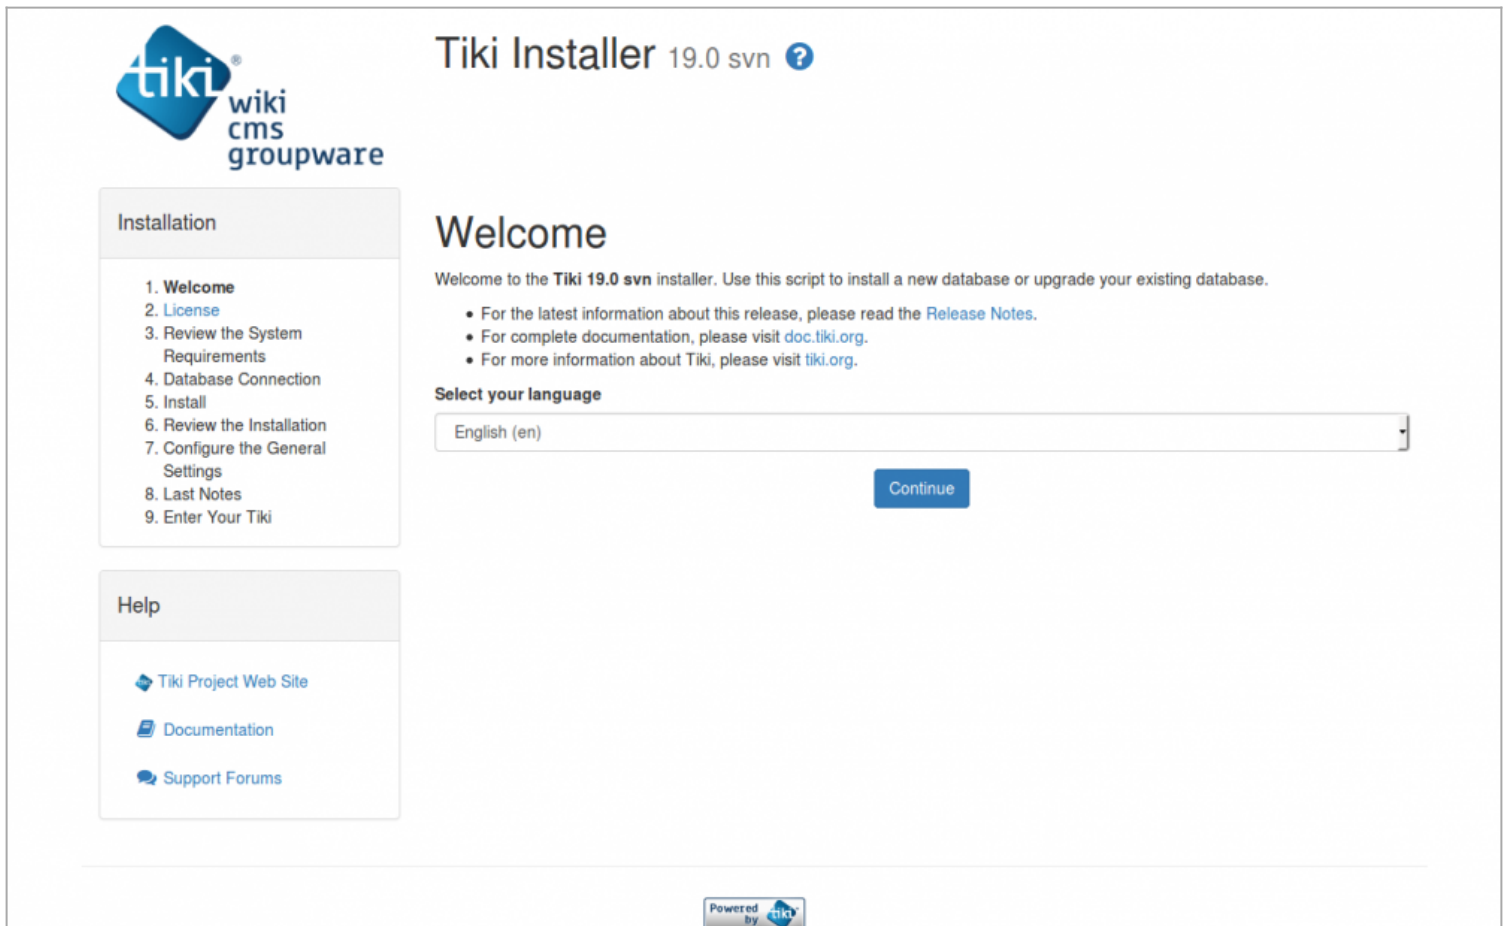 tiki®
wiki
cms
groupware
Tiki Installer 19.0 svn ?
Installation
1. Welcome
2. License
3. Review the System
Requirements
4. Database Connection
5. Install
6. Review the Installation
7. Configure the General
Settings
8. Last Notes
9. Enter Your Tiki
Help
Tiki Project Web Site
Documentation
Support Forums
Welcome
Welcome to the Tiki 19.0 svn installer. Use this script to install a new database or upgrade your existing database.
• For the latest information about this release, please read the Release Notes.
• For complete documentation, please visit doc.tiki.org.
• For more information about Tiki, please visit tiki.org.
Select your language
English (en)
Continue
Powered
by tiki